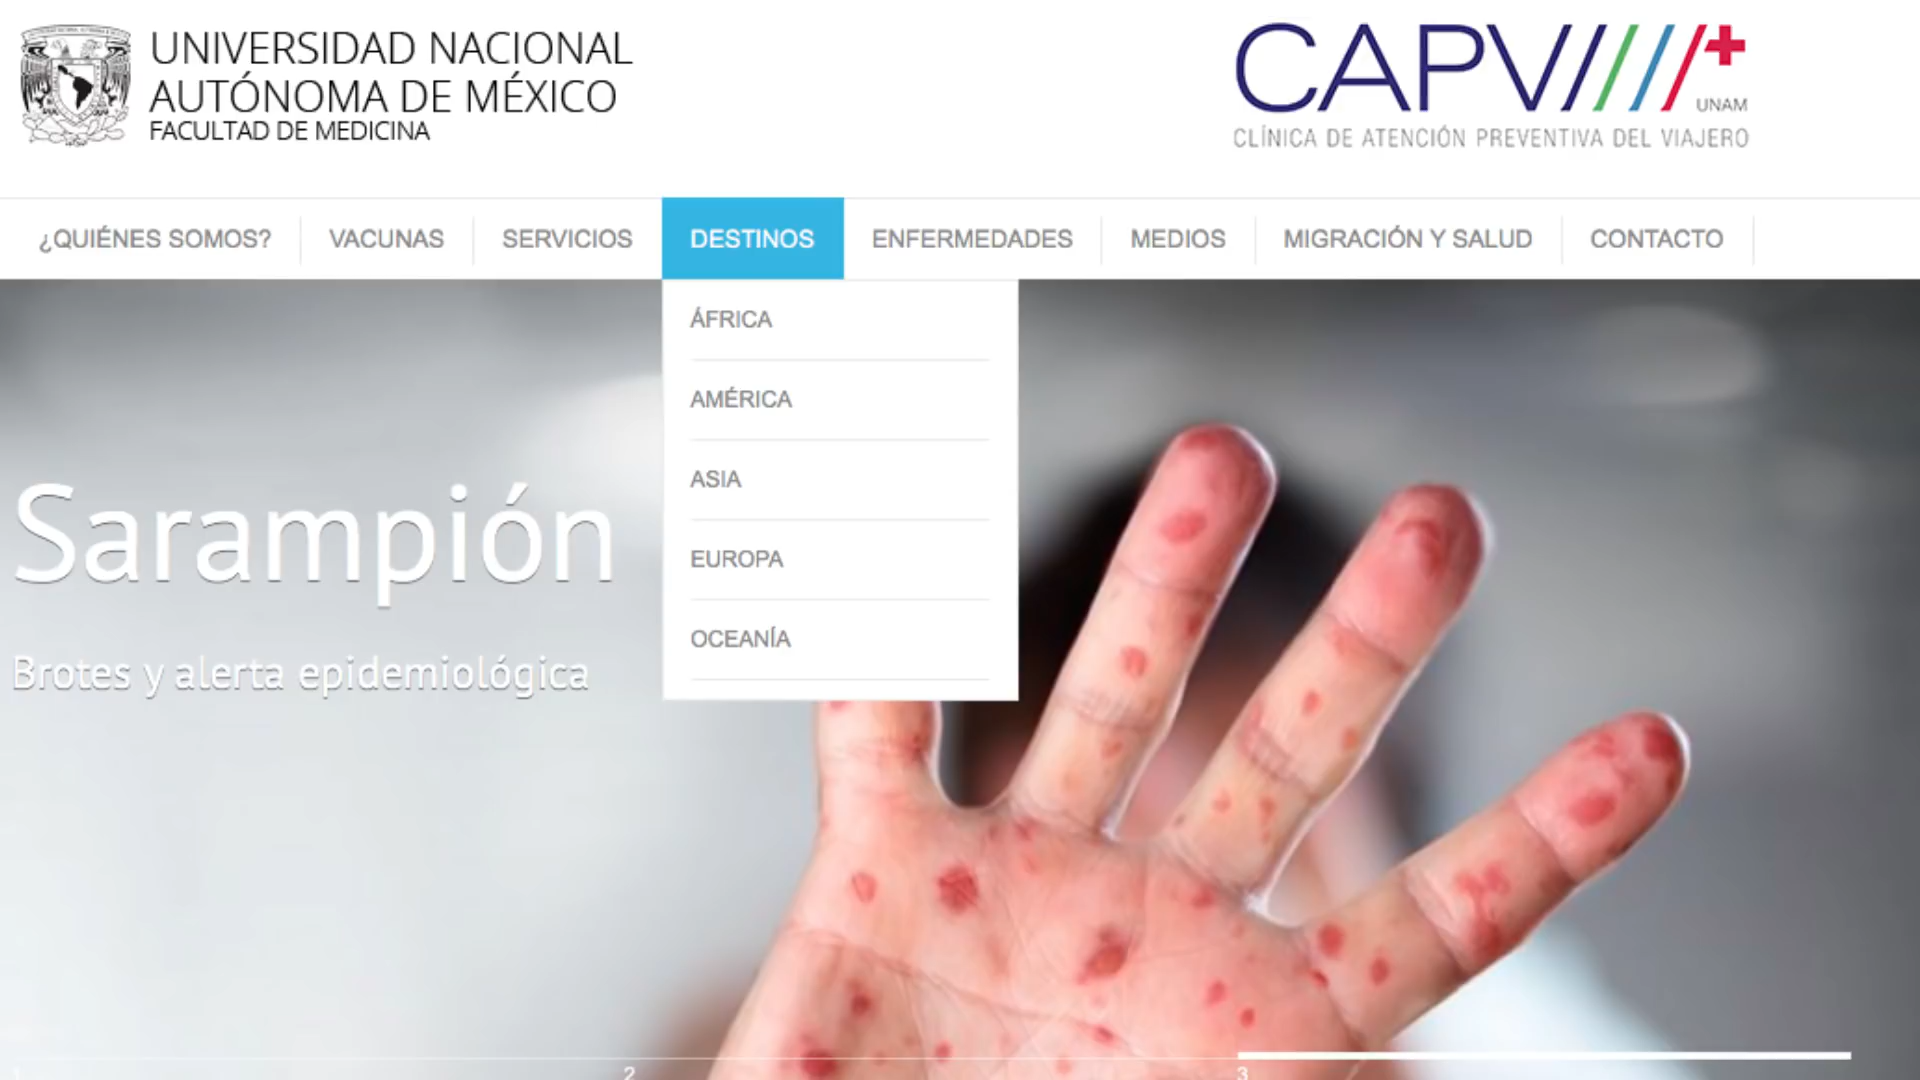 UNIVERSIDAD NACIONAL
AUTÓNOMA DE MÉXICO
FACULTAD DE MEDICINA
CAPV
UNAM
CLÍNICA DE ATENCIÓN PREVENTIVA DEL VIAJERO
¿QUIÉNES SOMOS? VACUNAS SERVICIOS DESTINOS ENFERMEDADES MEDIOS MIGRACIÓN Y SALUD CONTACTO
ÁFRICA
AMÉRICA
ASIA
EUROPA
OCEANÍA
Sarampión
Brotes y alerta epidemiológica
1 2 3